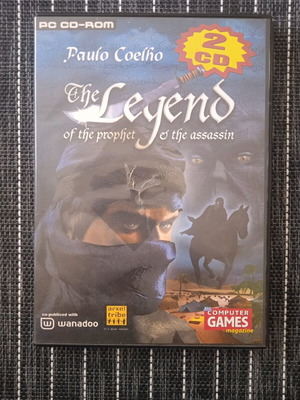 PC CD-ROM
2
CD
Paulo Coelho
The Legend
of the prophet & the assassin
co-published with
wanadoo
arxel
tribe
COMPUTER
GAMES
magazine